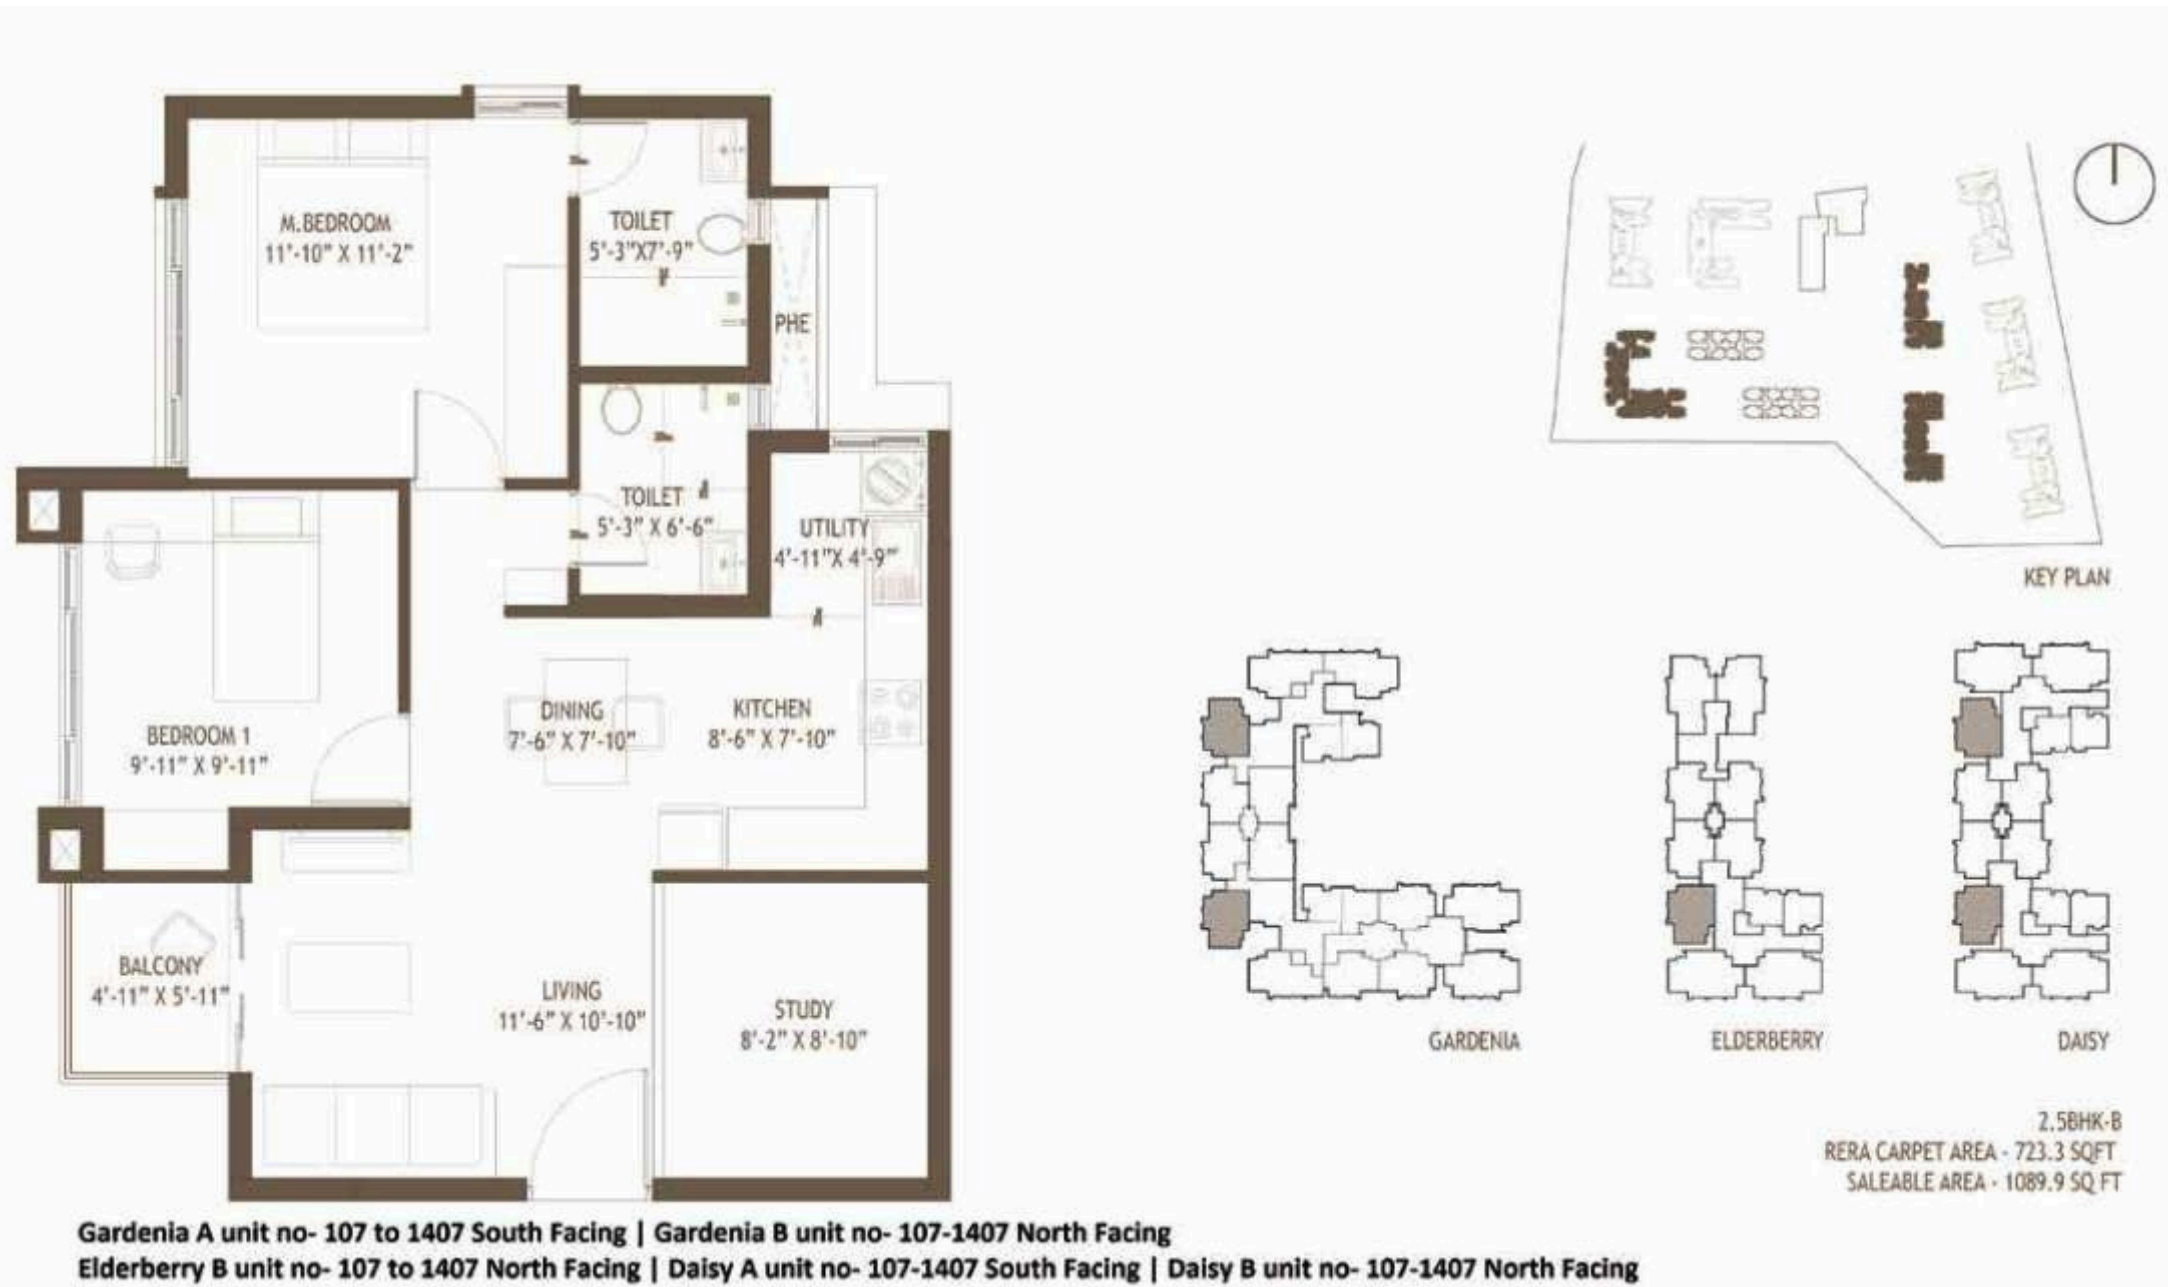 M.BEDROOM
11'-10" X 11'-2"
TOILET
5'-3"X7'-9"
PHE
TOILET
5'-3" X 6'-6"
UTILITY
4'-11"X 4'-9"
BEDROOM 1
9'-11" X 9'-11"
DINING
7'-6" X 7'-10"
KITCHEN
8'-6" X 7'-10"
BALCONY
4'-11" X 5'-11"
LIVING
11'-6" X 10'-10"
STUDY
8'-2" X 8'-10"
KEY PLAN
GARDENIA
ELDERBERRY
DAISY
2.5BHK-B
RERA CARPET AREA - 723.3 SQFT
SALEABLE AREA - 1089.9 SQ FT
Gardenia A unit no- 107 to 1407 South Facing | Gardenia B unit no- 107-1407 North Facing
Elderberry B unit no- 107 to 1407 North Facing | Daisy A unit no- 107-1407 South Facing | Daisy B unit no- 107-1407 North Facing